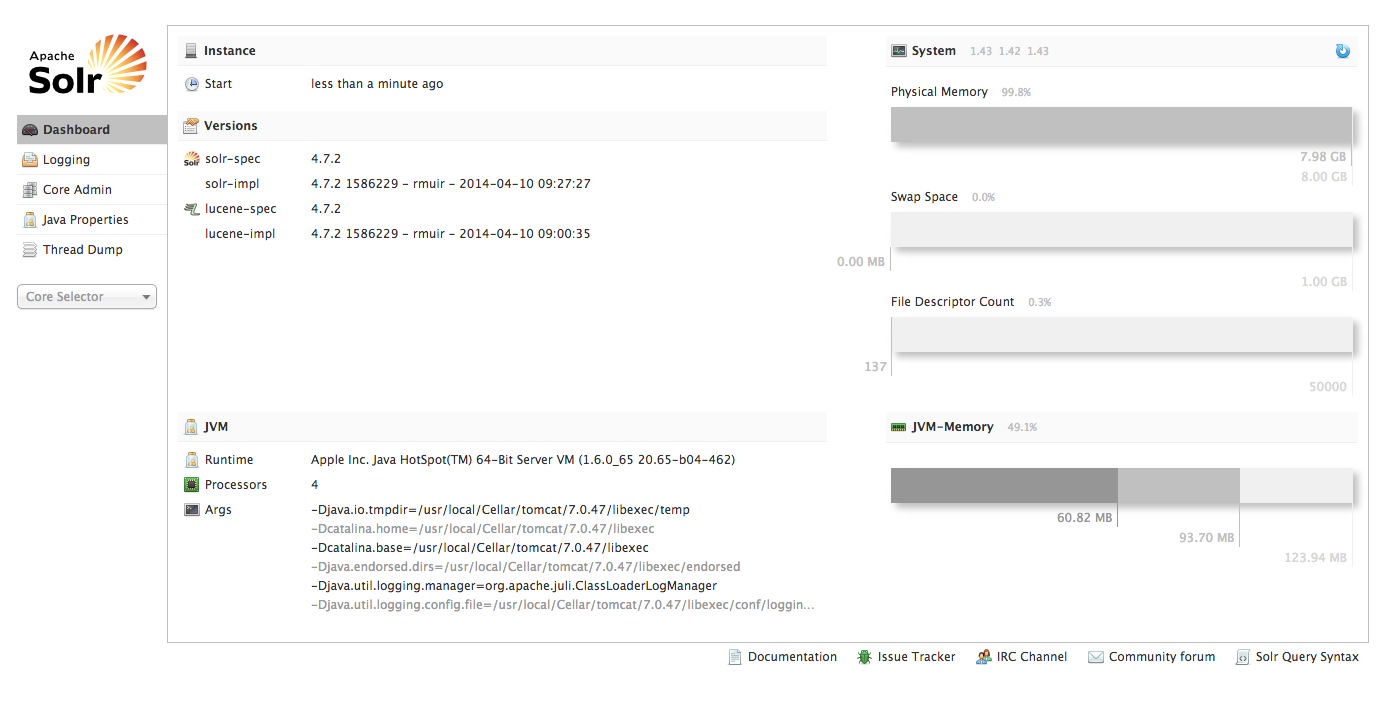 Apache
Solr
Dashboard
Logging
Core Admin
Java Properties
Thread Dump
Core Selector
Instance
Start less than a minute ago
Versions
Solr solr-spec 4.7.2
solr-impl 4.7.2 1586229 - rmuir - 2014-04-10 09:27:27
lucene-spec 4.7.2
lucene-impl 4.7.2 1586229 - rmuir - 2014-04-10 09:00:35
JVM
Runtime Apple Inc. Java HotSpot(TM) 64-Bit Server VM (1.6.0_65 20.65-b04-462)
Processors 4
Args -Djava.io.tmpdir=/usr/local/Cellar/tomcat/7.0.47/libexec/temp
-Dcatalina.home=/usr/local/Cellar/tomcat/7.0.47/libexec
-Dcatalina.base=/usr/local/Cellar/tomcat/7.0.47/libexec
-Djava.endorsed.dirs=/usr/local/Cellar/tomcat/7.0.47/libexec/endorsed
-Djava.util.logging.manager=org.apache.juli.ClassLoaderLogManager
-Djava.util.logging.config.file=/usr/local/Cellar/tomcat/7.0.47/libexec/conf/loggin...
System 1.43 1.42 1.43
Physical Memory 99.8%
7.98 GB
8.00 GB
Swap Space 0.0%
0.00 MB
1.00 GB
File Descriptor Count 0.3%
137
50000
JVM-Memory 49.1%
60.82 MB
93.70 MB
123.94 MB
Documentation Issue Tracker IRC Channel Community forum Solr Query Syntax